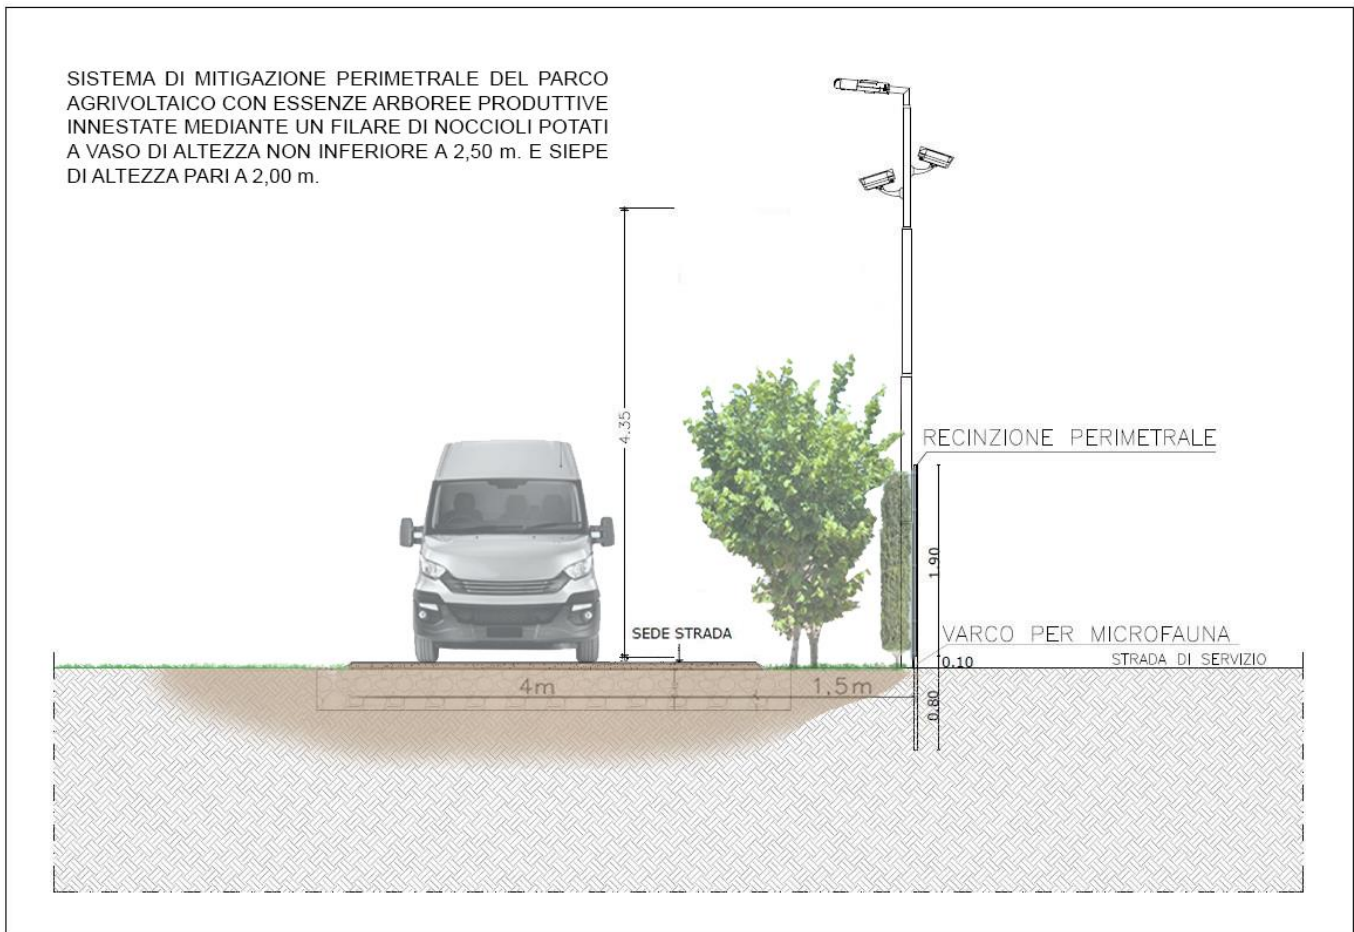 SISTEMA DI MITIGAZIONE PERIMETRALE DEL PARCO
AGRIVOLTAICO CON ESSENZE ARBOREE PRODUTTIVE
INNESTATE MEDIANTE UN FILARE DI NOCCIOLI POTATI
A VASO DI ALTEZZA NON INFERIORE A 2,50 m. E SIEPE
DI ALTEZZA PARI A 2,00 m.
4.35
RECINZIONE PERIMETRALE
1.90
SEDE STRADA
VARCO PER MICROFAUNA
0.10
STRADA DI SERVIZIO
4m
1,5m
0.80